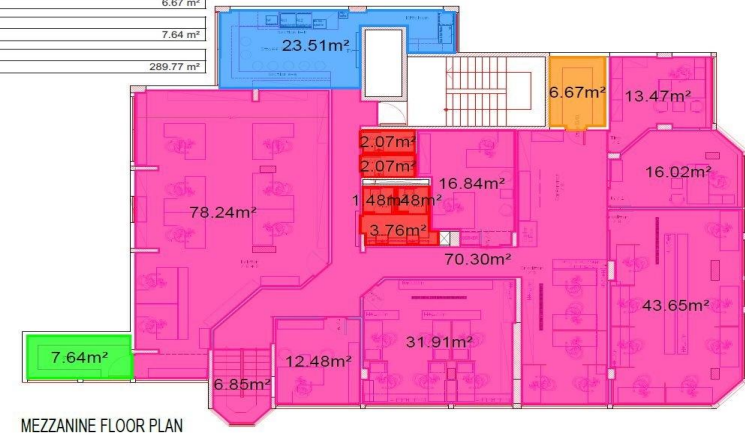 6.67 m²
7.64 m²
289.77 m²
23.51m²
6.67m²
13.47m²
2.07m²
2.07m²
16.84m²
16.02m²
78.24m²
1.48m²
.48m²
3.76m²
70.30m²
43.65m²
31.91m²
7.64m²
12.48m²
6.85m²
MEZZANINE FLOOR PLAN